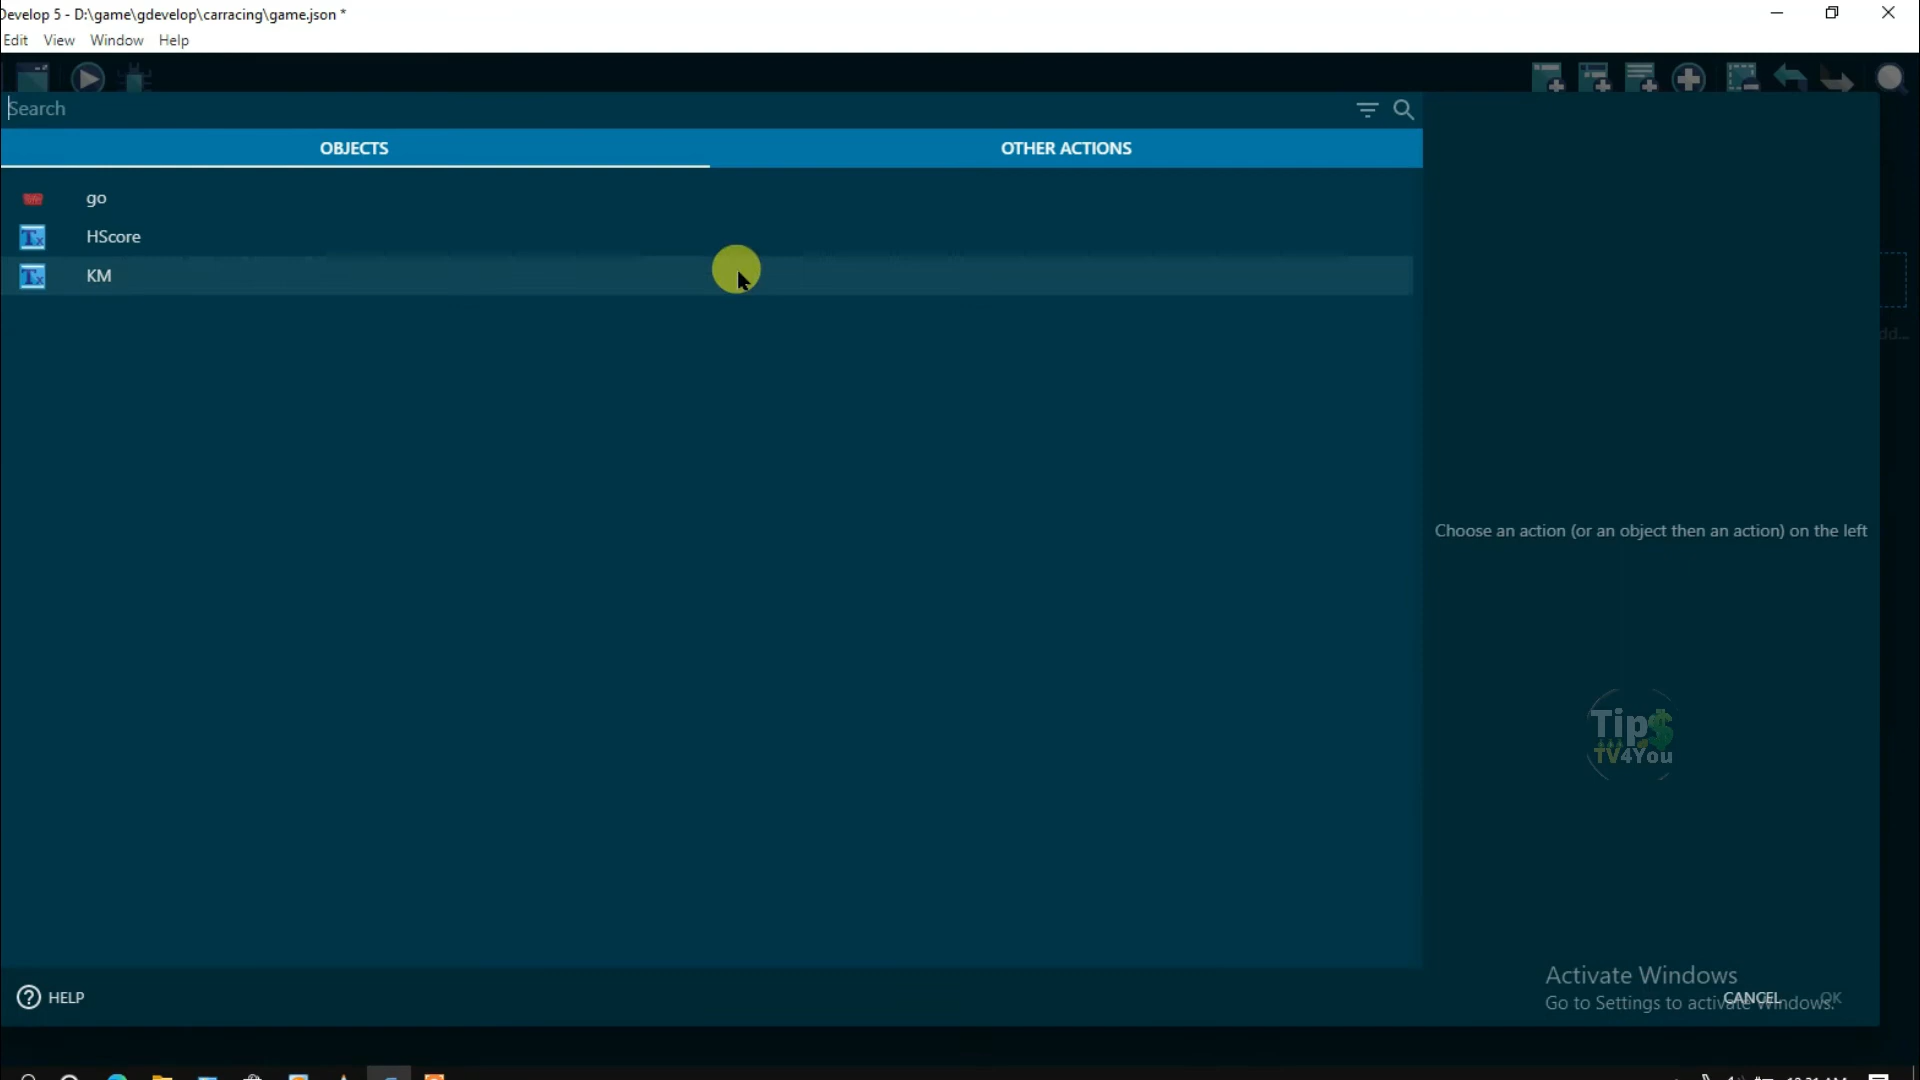 Develop 5 - D:\game\gdevelop\carracing\game.json *
Edit View Window Help
Search
OBJECTS
OTHER ACTIONS
go
HScore
KM
Choose an action (or an object then an action) on the left
Tip$
TV4You
Activate Windows
Go to Settings to activate Windows.
HELP
CANCEL
OK